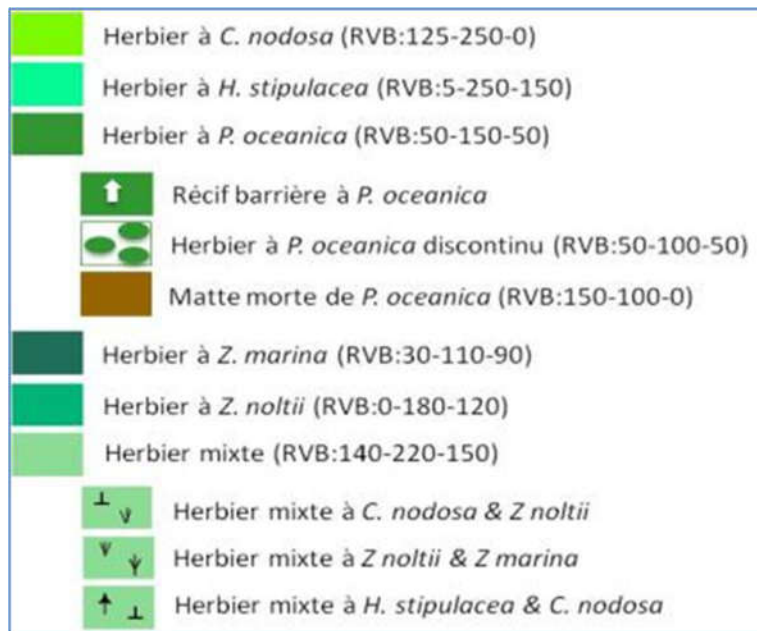 Herbier à C. nodosa (RVB:125-250-0)
Herbier à H. stipulacea (RVB:5-250-150)
Herbier à P. oceanica (RVB:50-150-50)
Récif barrière à P. oceanica
Herbier à P. oceanica discontinu (RVB:50-100-50)
Matte morte de P. oceanica (RVB:150-100-0)
Herbier à Z. marina (RVB:30-110-90)
Herbier à Z. noltii (RVB:0-180-120)
Herbier mixte (RVB:140-220-150)
Herbier mixte à C. nodosa & Z noltii
Herbier mixte à Z noltii & Z marina
Herbier mixte à H. stipulacea & C. nodosa